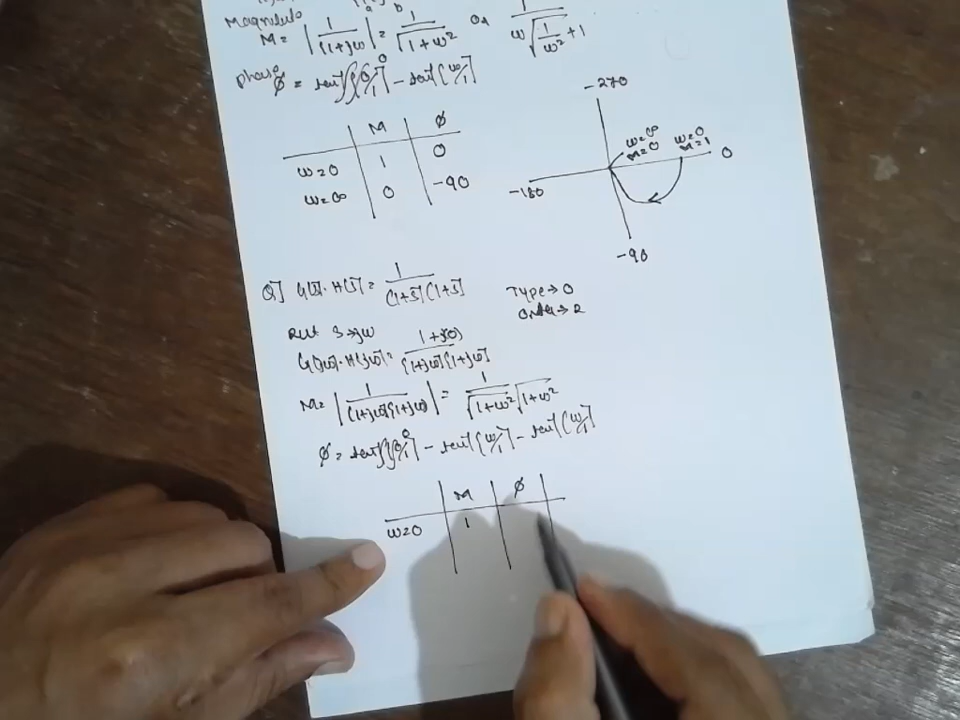 Magnitude
M = | 1 / (1+jω) | = 1 / √1+ω² OR 1 / ω√(1/ω² + 1)
Phase
ϕ = tan⁻¹(0/1) 0 - tan⁻¹(ω/1)
M ϕ
ω=0 1 0
ω=∞ 0 -90
-270
ω=∞ ω=0
M=0 M=1 0
-180
-90
Q] G(s)·H(s) = 1 / (1+s)(1+s)
Type → 0
Order → 2
Put s → jω
G(jω)·H(jω) = 1+j(0) / (1+jω)(1+jω)
M = | 1 / (1+jω)(1+jω) | = 1 / √1+ω² √1+ω²
ϕ = tan⁻¹(0/1) 0 - tan⁻¹(ω/1) - tan⁻¹(ω/1)
M ϕ
ω=0 1